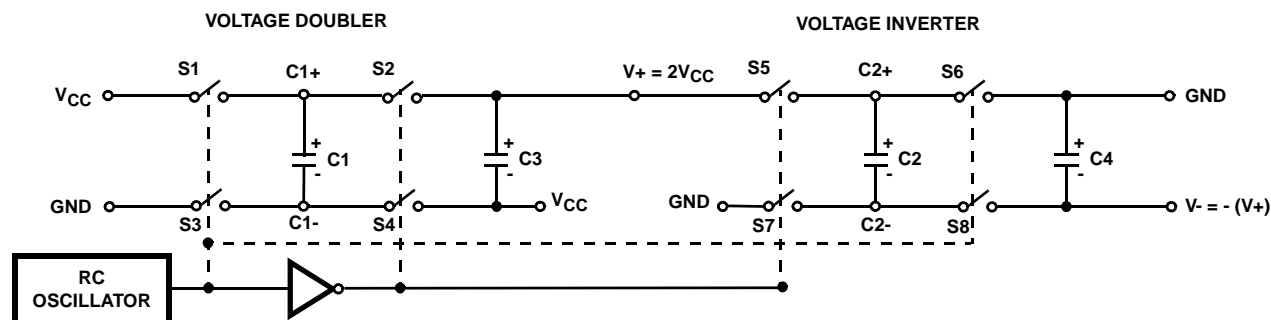 VOLTAGE DOUBLER
VOLTAGE INVERTER
S1 C1+ S2 V+ = 2VCC S5 C2+ S6
VCC GND
+ + + +
C1 C3 C2 C4
- - - -
GND VCC GND V- = - (V+)
S3 C1- S4 S7 C2- S8
RC
OSCILLATOR